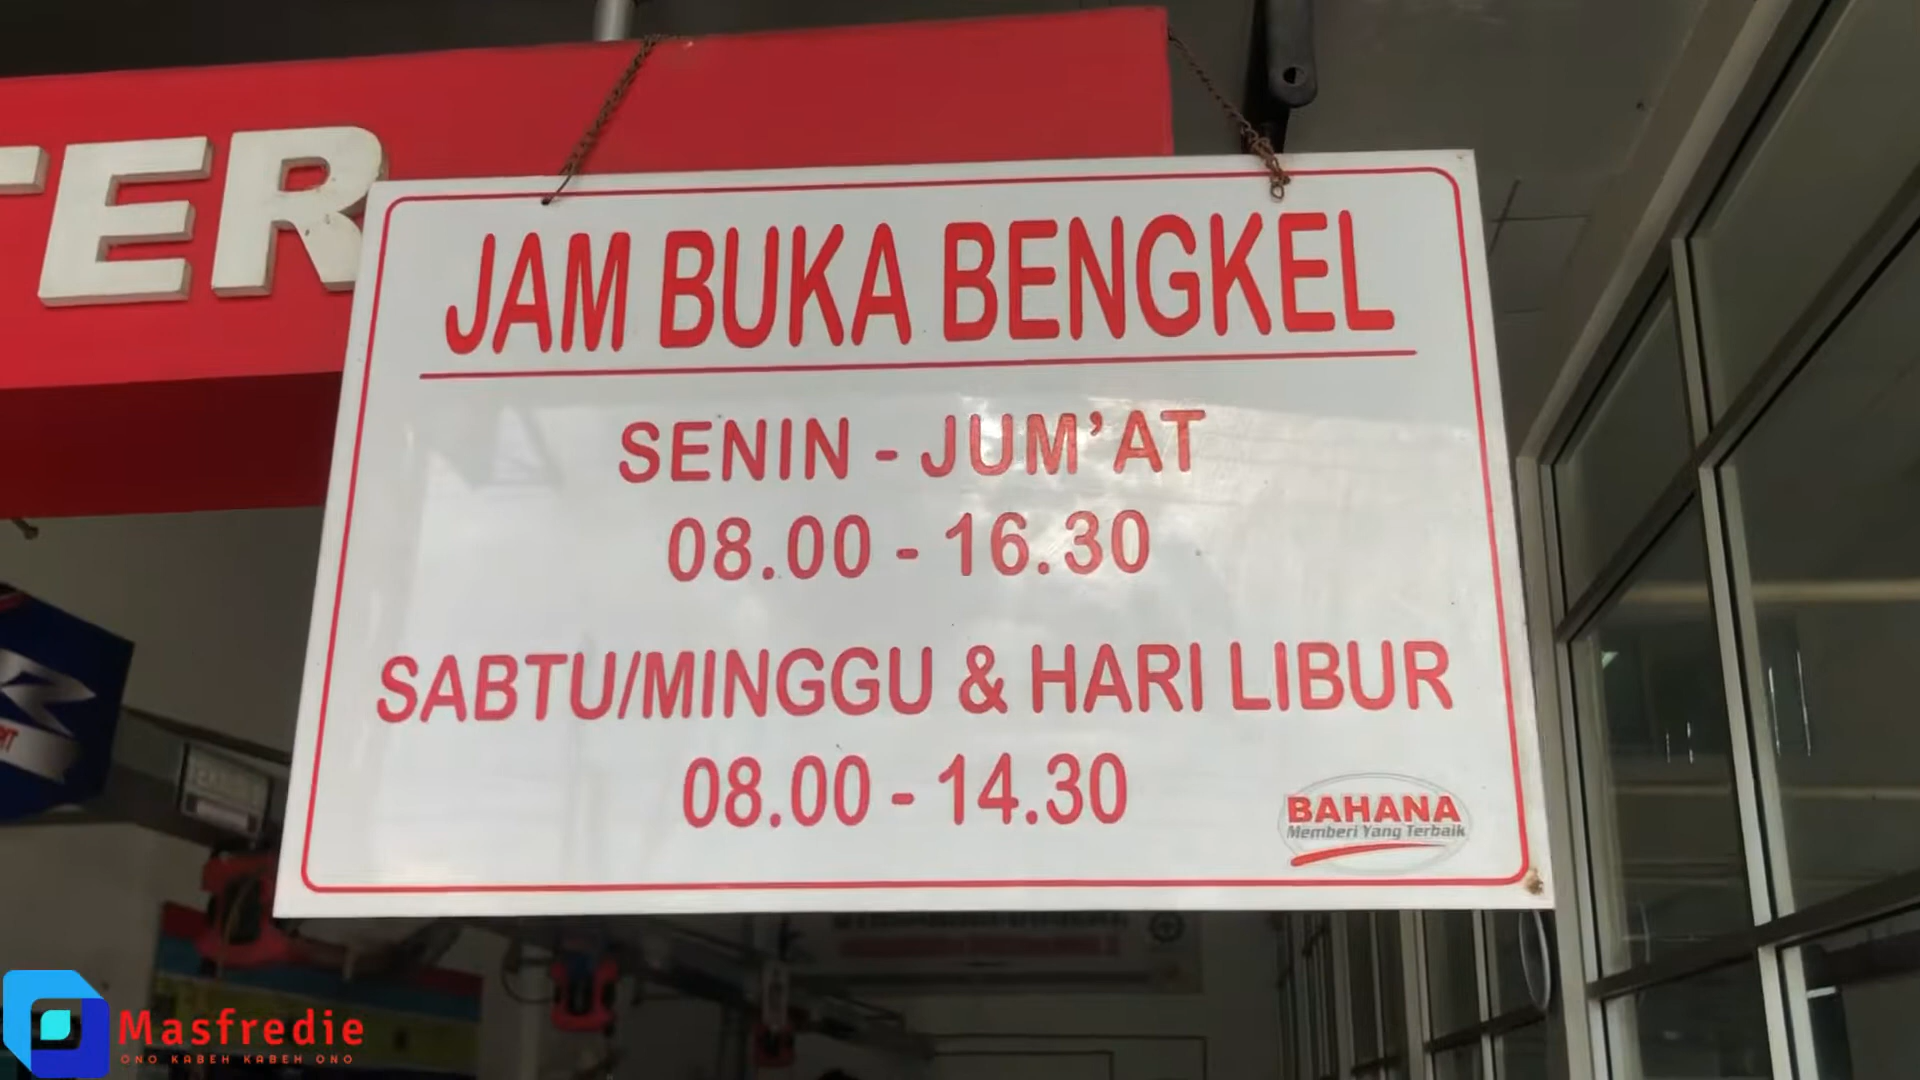 TER
JAM BUKA BENGKEL
SENIN - JUM'AT
08.00 - 16.30
SABTU/MINGGU & HARI LIBUR
08.00 - 14.30
BAHANA
Memberi Yang Terbaik
Masfredie
ONO KABEH KABEH ONO